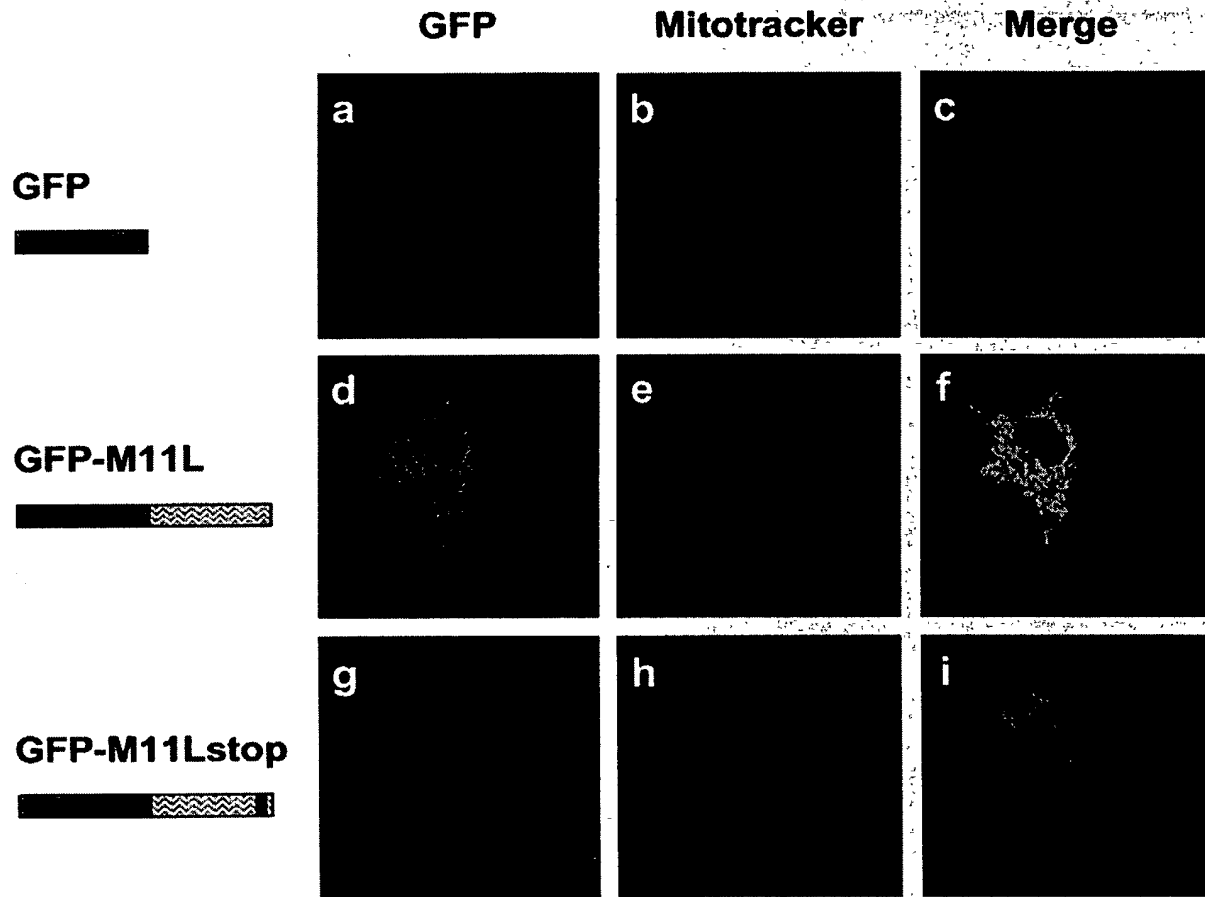 GFP Mitotracker Merge
a b c
GFP
d e f
GFP-M11L
g h i
GFP-M11Lstop